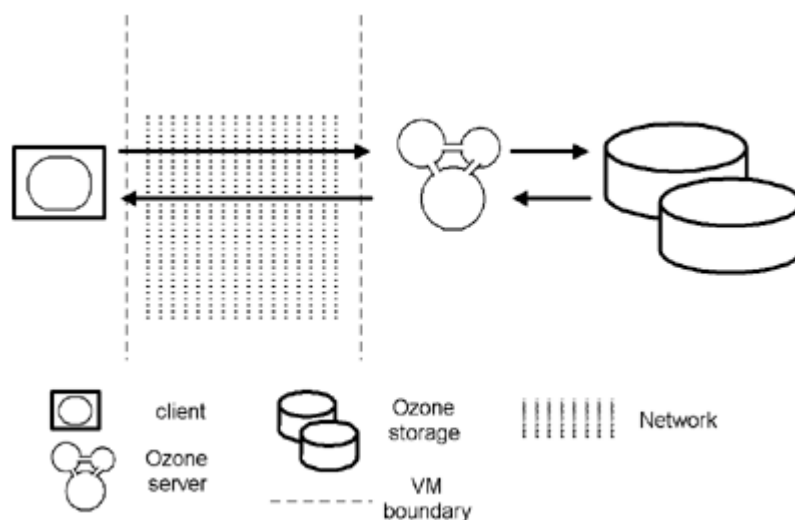 client
Ozone
server
Ozone
storage
VM
boundary
Network